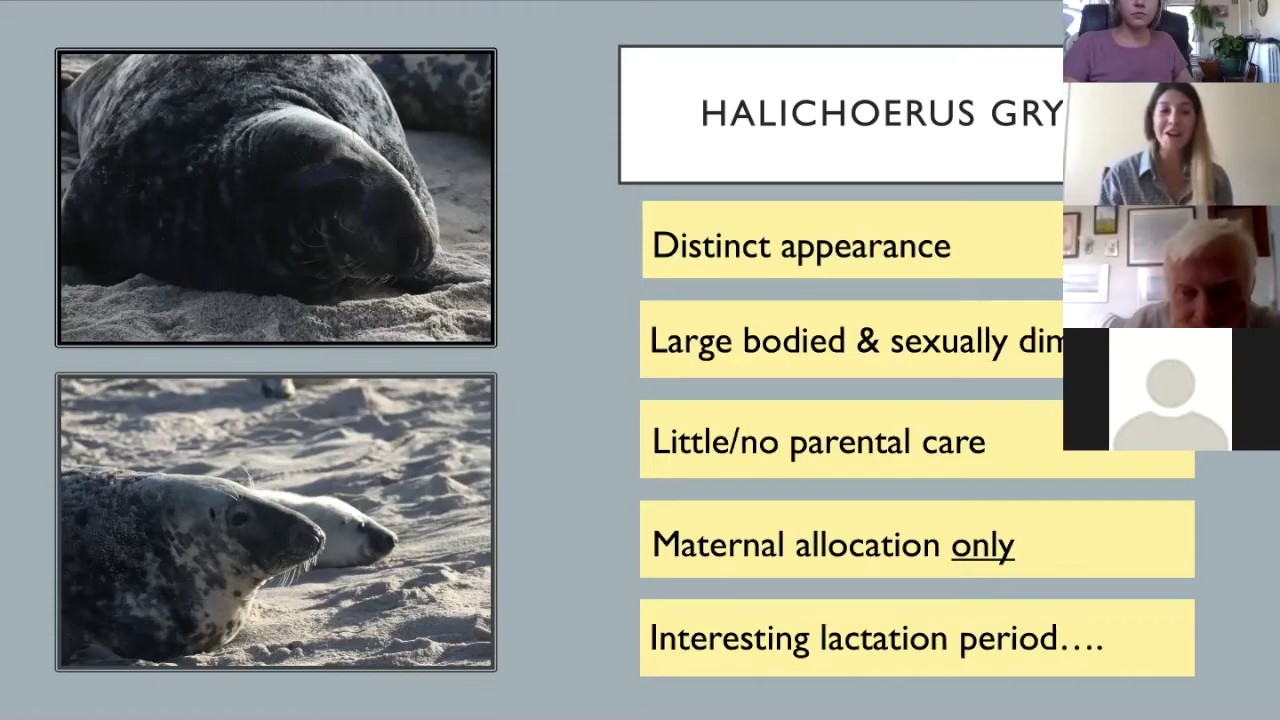 HALICHOERUS GRY
Distinct appearance
Large bodied & sexually dim
Little/no parental care
Maternal allocation only
Interesting lactation period….